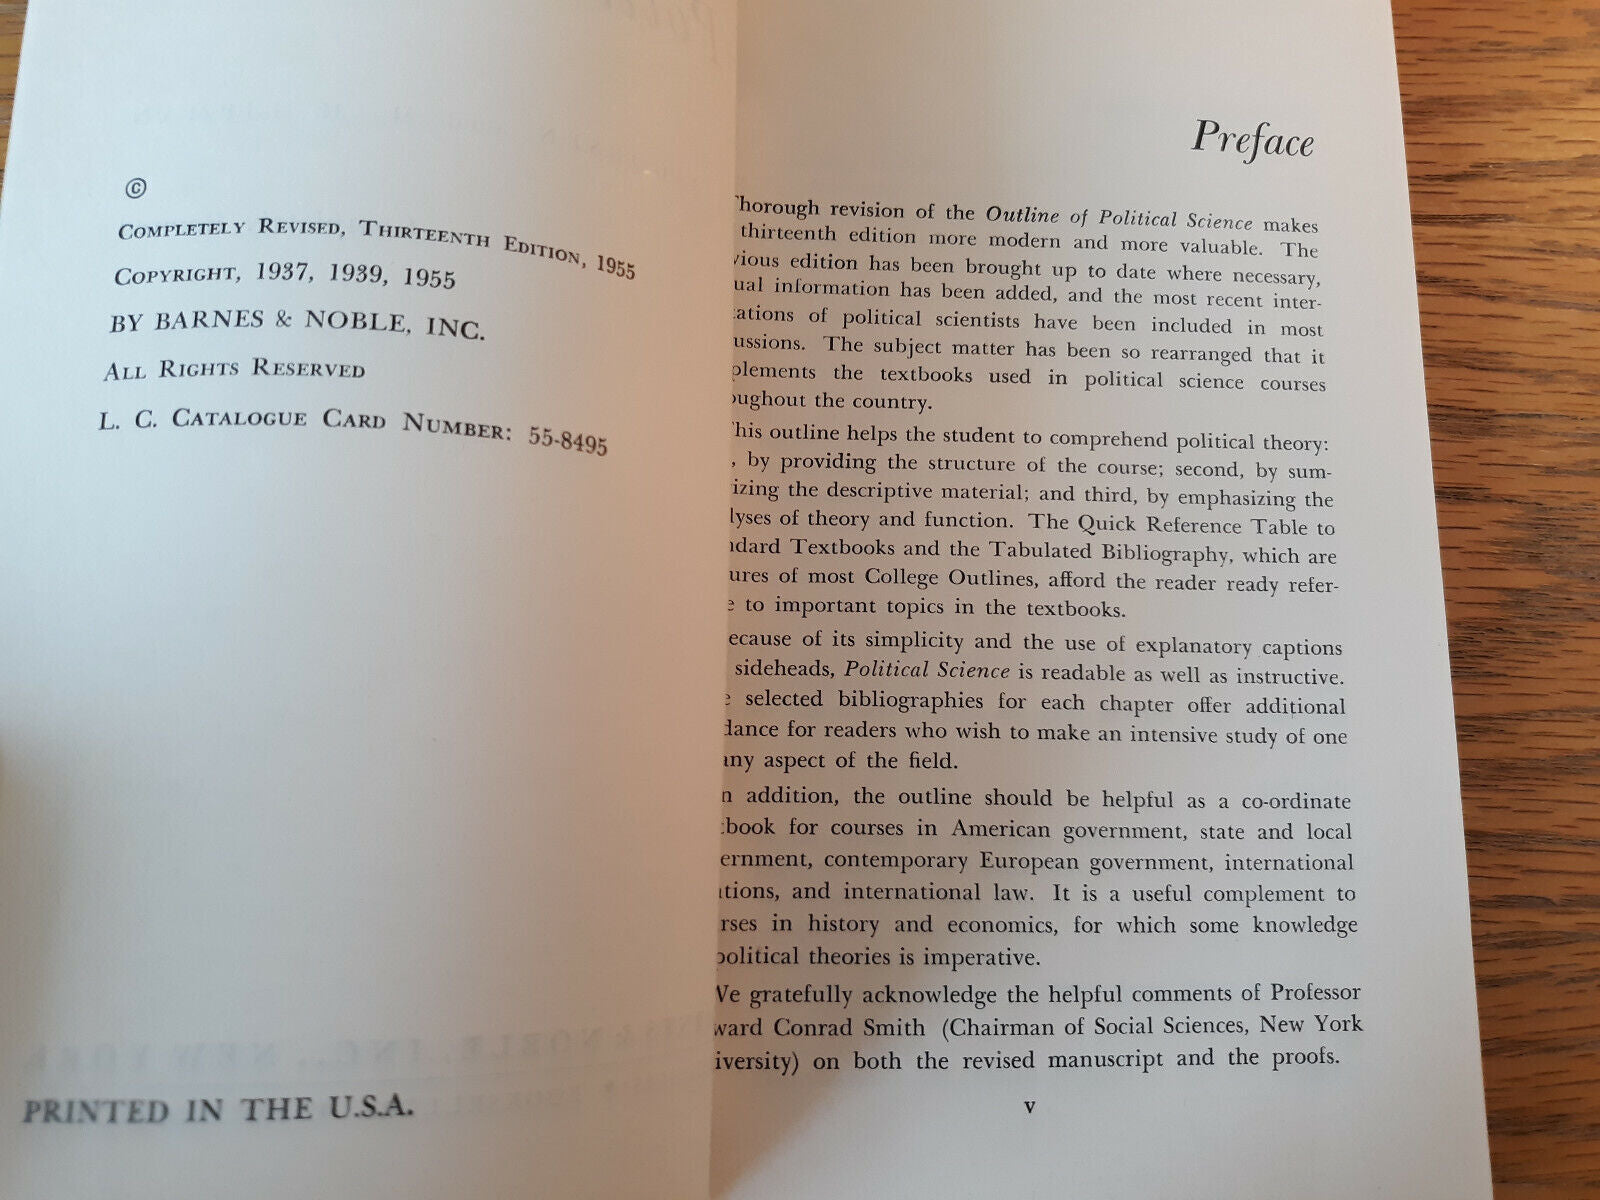 ©
Completely Revised, Thirteenth Edition, 1955
Copyright, 1937, 1939, 1955
BY BARNES & NOBLE, INC.
All Rights Reserved
L. C. Catalogue Card Number: 55-8495
PRINTED IN THE U.S.A.
Preface
Thorough revision of the Outline of Political Science makes
thirteenth edition more modern and more valuable. The
vious edition has been brought up to date where necessary,
ual information has been added, and the most recent inter-
ations of political scientists have been included in most
ussions. The subject matter has been so rearranged that it
plements the textbooks used in political science courses
oughout the country.
This outline helps the student to comprehend political theory:
, by providing the structure of the course; second, by sum-
izing the descriptive material; and third, by emphasizing the
lyses of theory and function. The Quick Reference Table to
ndard Textbooks and the Tabulated Bibliography, which are
ures of most College Outlines, afford the reader ready refer-
e to important topics in the textbooks.
ecause of its simplicity and the use of explanatory captions
sideheads, Political Science is readable as well as instructive.
e selected bibliographies for each chapter offer additional
dance for readers who wish to make an intensive study of one
any aspect of the field.
n addition, the outline should be helpful as a co-ordinate
tbook for courses in American government, state and local
ernment, contemporary European government, international
ations, and international law. It is a useful complement to
rses in history and economics, for which some knowledge
political theories is imperative.
We gratefully acknowledge the helpful comments of Professor
ward Conrad Smith (Chairman of Social Sciences, New York
iversity) on both the revised manuscript and the proofs.
v